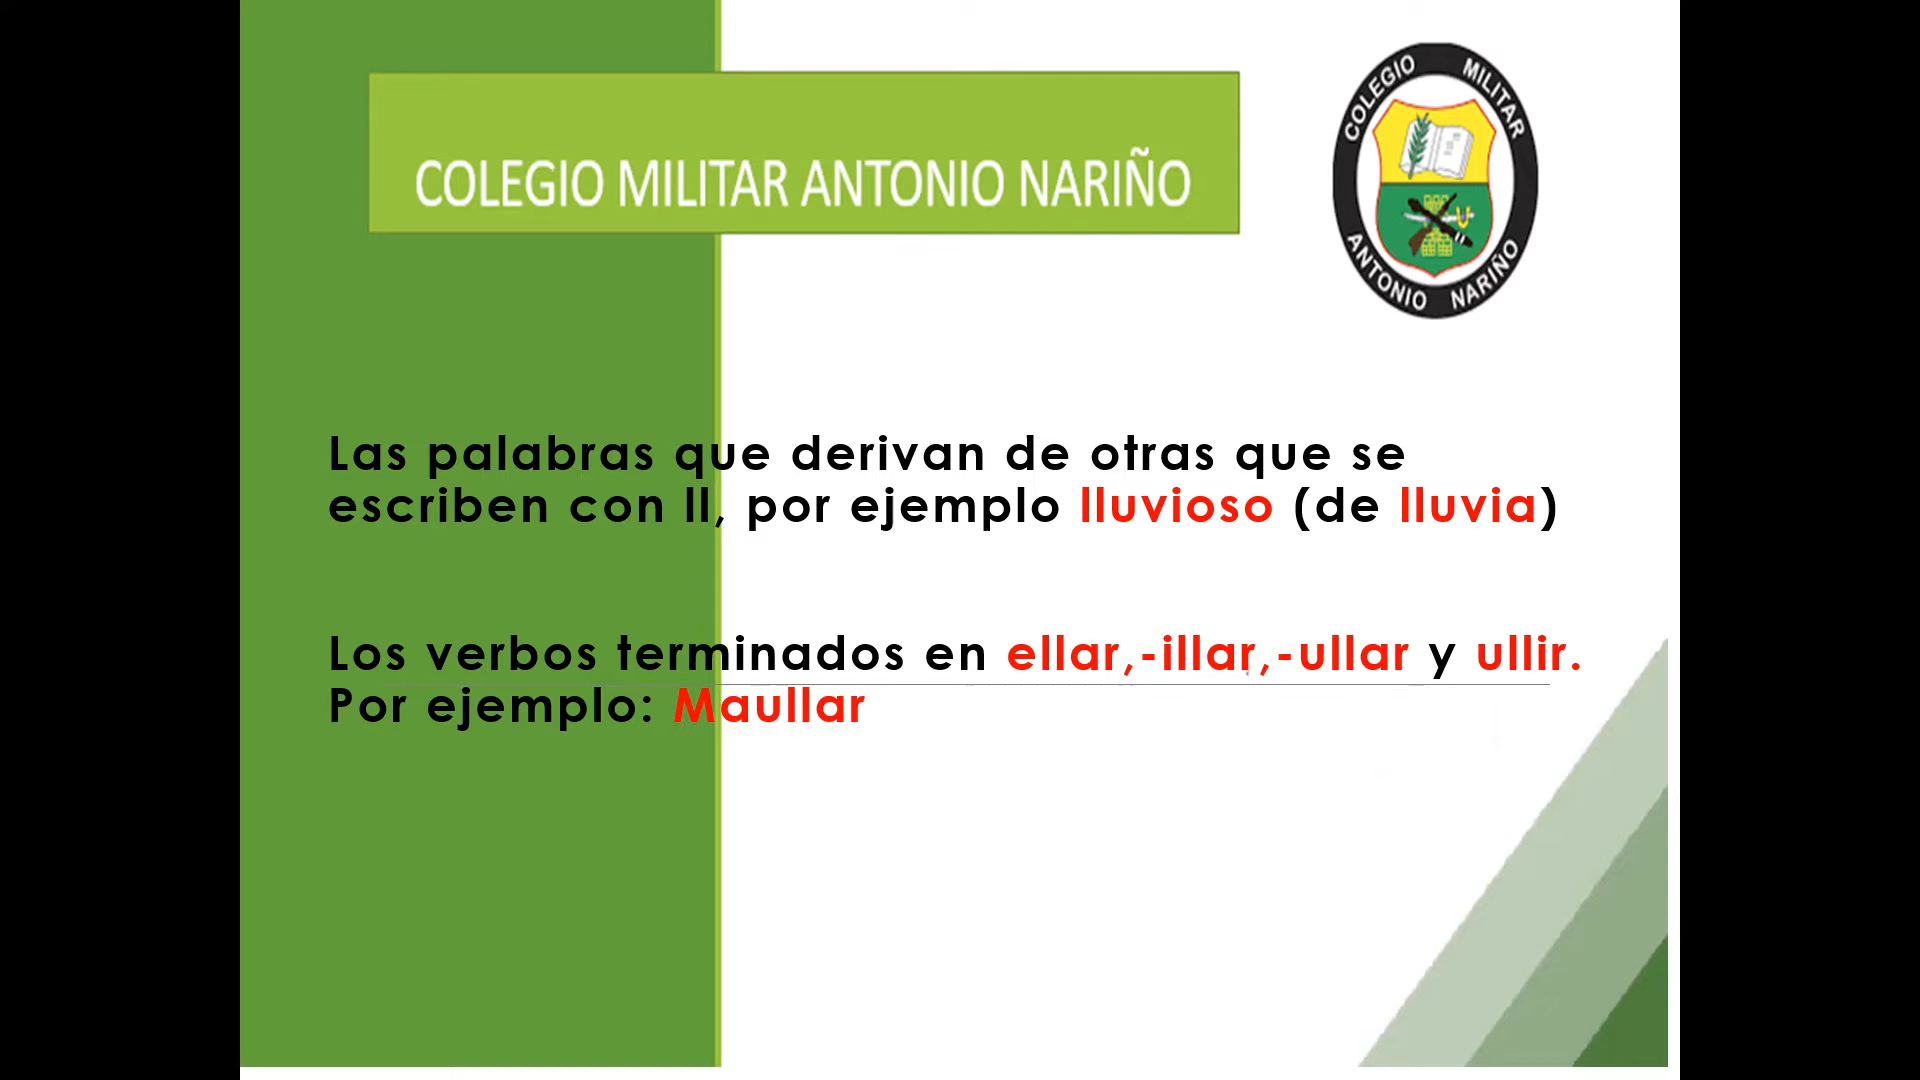 COLEGIO MILITAR ANTONIO NARIÑO
COLEGIO MILITAR
ANTONIO NARIÑO
Las palabras que derivan de otras que se
escriben con ll, por ejemplo lluvioso (de lluvia)
Los verbos terminados en ellar,-illar,-ullar y ullir.
Por ejemplo: Maullar